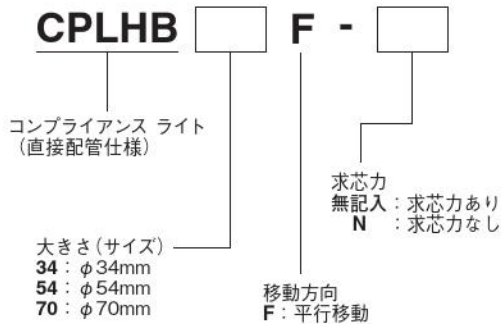 CPLHB F -
コンプライアンス ライト
(直接配管仕様)
大きさ(サイズ)
34 : φ34mm
54 : φ54mm
70 : φ70mm
移動方向
F : 平行移動
求芯力
無記入 : 求芯力あり
N : 求芯力なし